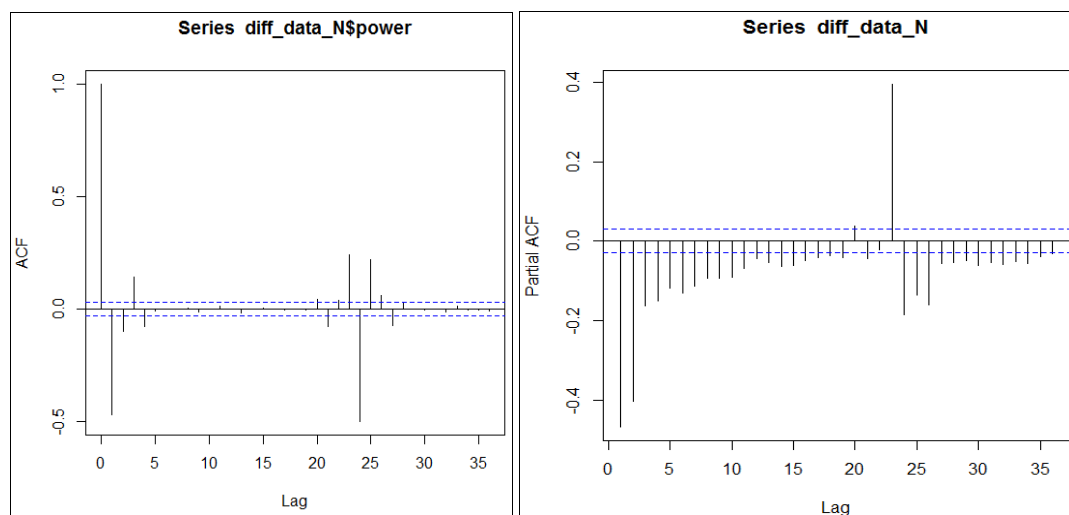 Series diff_data_N$power
ACF
1.0
0.5
0.0
-0.5
0 5 10 15 20 25 30 35
Lag
Series diff_data_N
Partial ACF
0.4
0.2
0.0
-0.2
-0.4
0 5 10 15 20 25 30 35
Lag